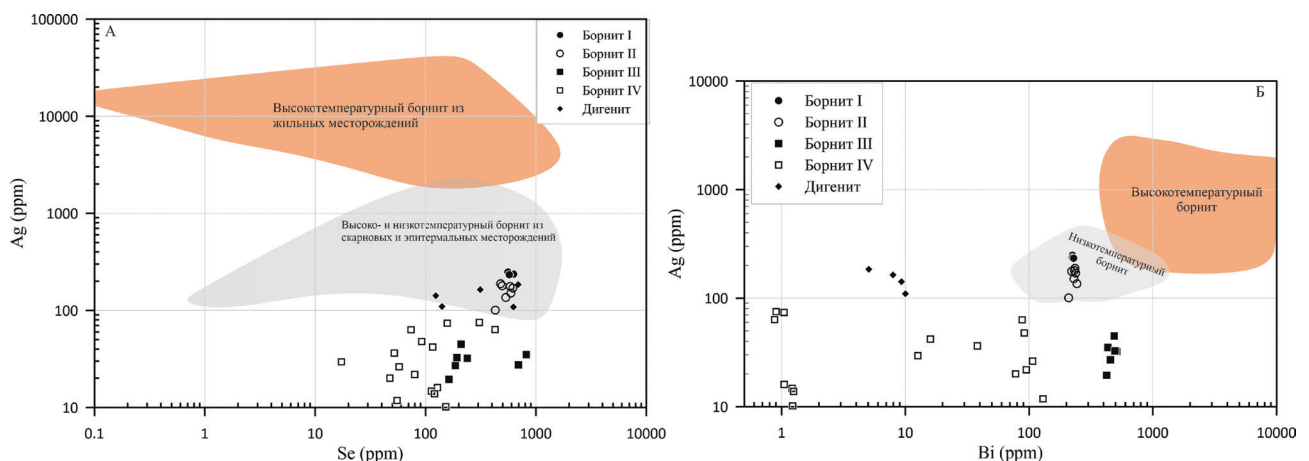 А
Борнит I
Борнит II
Борнит III
Борнит IV
Дигенит
Высокотемпературный борнит из
жильных месторождений
Высоко- и низкотемпературный борнит из
скарновых и эпитермальных месторождений
100000
10000
1000
100
10
Ag (ppm)
0.1
1
10
100
1000
10000
Se (ppm)
Б
Борнит I
Борнит II
Борнит III
Борнит IV
Дигенит
Высокотемпературный
борнит
Низкотемпературный
борнит
10000
1000
100
10
Ag (ppm)
1
10
100
1000
10000
Bi (ppm)